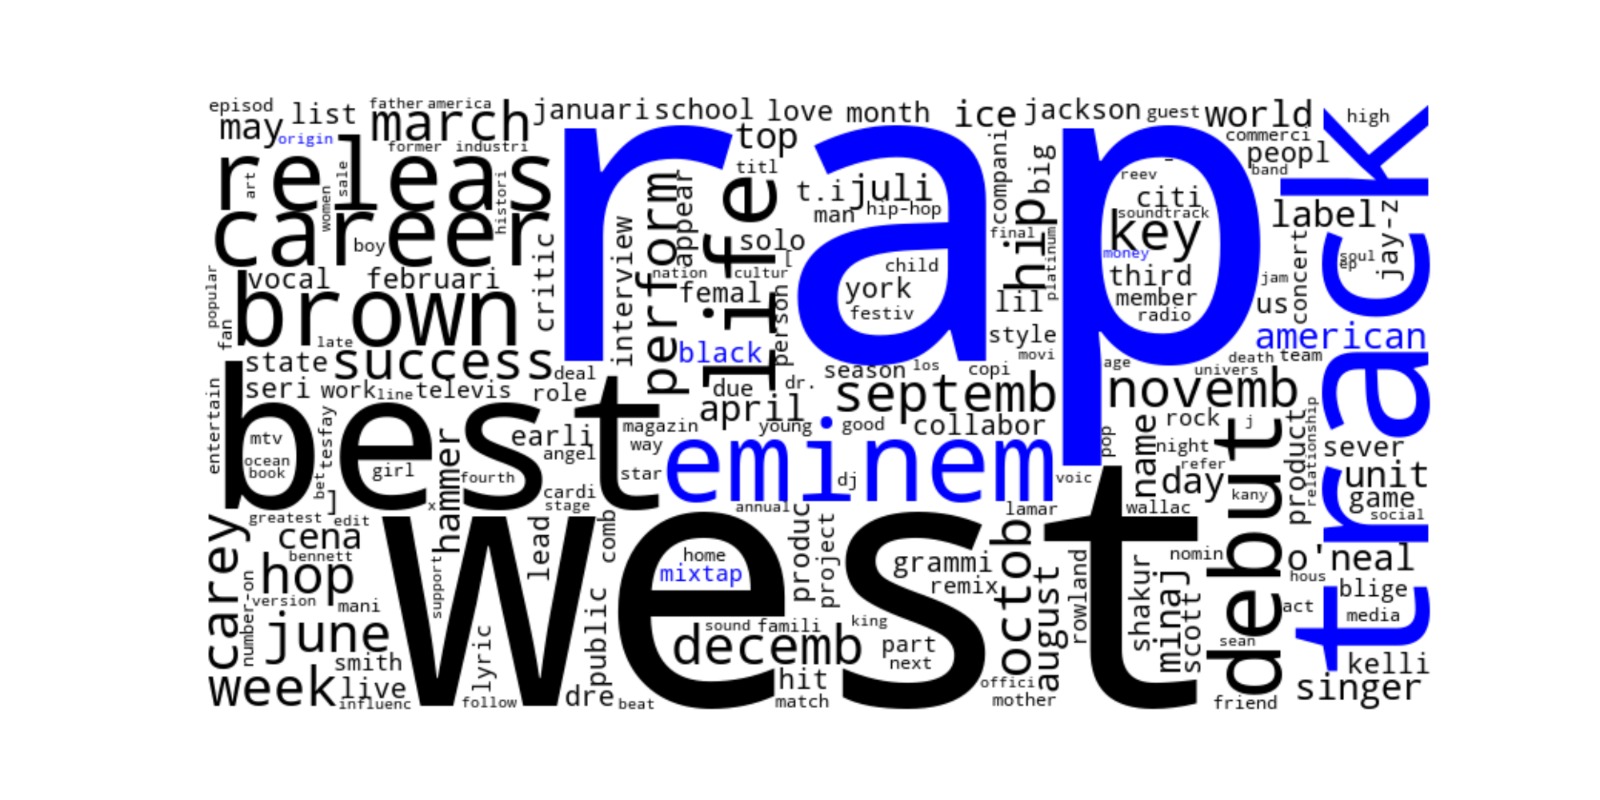 episod
list
father
america
januari
school
love
month
ice
jackson
guest
world
high
may
march
top
commerci
origin
former
industri
peopl
band
releas
rap
track
art
sale
women
histori
titl
t.i
juli
man
hip-hop
compani
big
reev
citi
soundtrack
label
jay-z
career
boy
critic
interview
perform
appear
life
solo
[
final
hip
platinum
key
money
concert
soul
ep
popular
vocal
februari
nation
cultur
child
third
jam
brown
femal
person
york
festiv
lil
member
radio
us
fan
late
black
style
american
state
success
deal
movi
death
team
seri
work
line
televis
role
due
dr.
season
los
copi
age
univers
entertain
best
april
septemb
novemb
mtv
ocean
book
bet
tesfay
girl
hammer
fourth
earli
angel
magazin
way
star
young
good
collabor
eminem
dj
voic
pop
name
rock
night
refer
j
day
kany
debut
product
relationship
sever
unit
game
social
]
x
cardi
stage
greatest
edit
west
annual
lamar
wallac
carey
cena
bennett
lead
comb
home
mixtap
produc
project
grammi
remix
octob
august
rowland
shakur
minaj
scott
nomin
o'neal
hous
blige
hop
number-on
version
mani
support
act
media
june
public
sound
famili
king
decemb
part
next
sean
smith
lyric
kelli
week
live
influenc
follow
dre
beat
hit
match
offici
mother
friend
singer